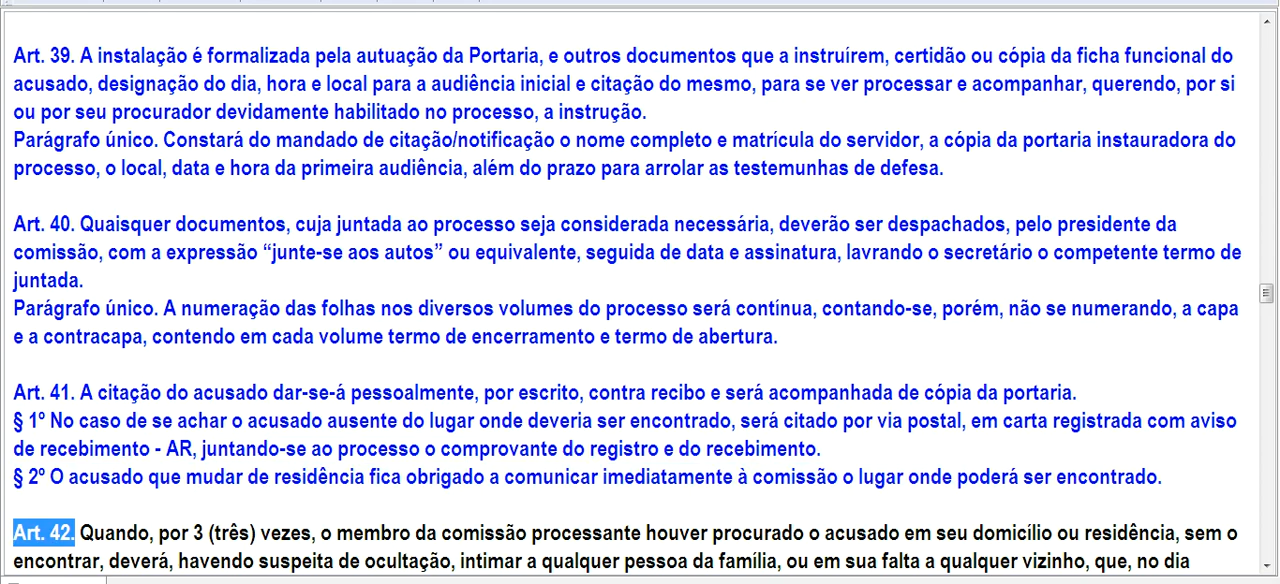 Art. 39. A instalação é formalizada pela autuação da Portaria, e outros documentos que a instruírem, certidão ou cópia da ficha funcional do
acusado, designação do dia, hora e local para a audiência inicial e citação do mesmo, para se ver processar e acompanhar, querendo, por si
ou por seu procurador devidamente habilitado no processo, a instrução.
Parágrafo único. Constará do mandado de citação/notificação o nome completo e matrícula do servidor, a cópia da portaria instauradora do
processo, o local, data e hora da primeira audiência, além do prazo para arrolar as testemunhas de defesa.
Art. 40. Quaisquer documentos, cuja juntada ao processo seja considerada necessária, deverão ser despachados, pelo presidente da
comissão, com a expressão “junte-se aos autos” ou equivalente, seguida de data e assinatura, lavrando o secretário o competente termo de
juntada.
Parágrafo único. A numeração das folhas nos diversos volumes do processo será contínua, contando-se, porém, não se numerando, a capa
e a contracapa, contendo em cada volume termo de encerramento e termo de abertura.
Art. 41. A citação do acusado dar-se-á pessoalmente, por escrito, contra recibo e será acompanhada de cópia da portaria.
§ 1º No caso de se achar o acusado ausente do lugar onde deveria ser encontrado, será citado por via postal, em carta registrada com aviso
de recebimento - AR, juntando-se ao processo o comprovante do registro e do recebimento.
§ 2º O acusado que mudar de residência fica obrigado a comunicar imediatamente à comissão o lugar onde poderá ser encontrado.
Art. 42. Quando, por 3 (três) vezes, o membro da comissão processante houver procurado o acusado em seu domicílio ou residência, sem o
encontrar, deverá, havendo suspeita de ocultação, intimar a qualquer pessoa da família, ou em sua falta a qualquer vizinho, que, no dia